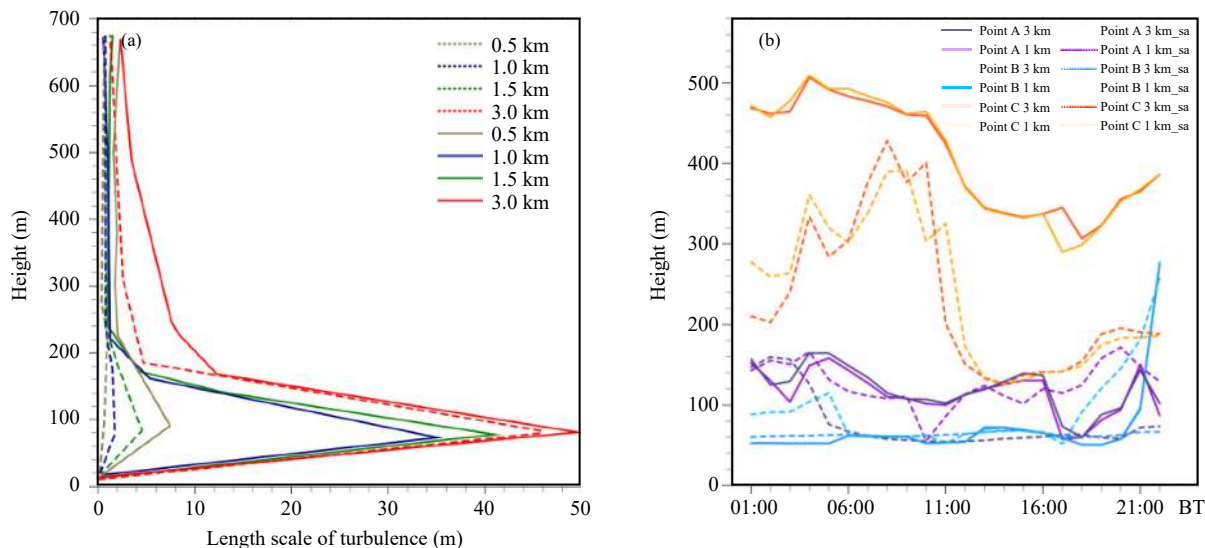 700
600
500
400
300
200
100
0
Height (m)
(a)
0.5 km
1.0 km
1.5 km
3.0 km
0.5 km
1.0 km
1.5 km
3.0 km
0 10 20 30 40 50
Length scale of turbulence (m)
500
400
300
200
100
0
Height (m)
(b)
Point A 3 km Point A 3 km_sa
Point A 1 km Point A 1 km_sa
Point B 3 km Point B 3 km_sa
Point B 1 km Point B 1 km_sa
Point C 3 km Point C 3 km_sa
Point C 1 km Point C 1 km_sa
01:00 06:00 11:00 16:00 21:00 BT